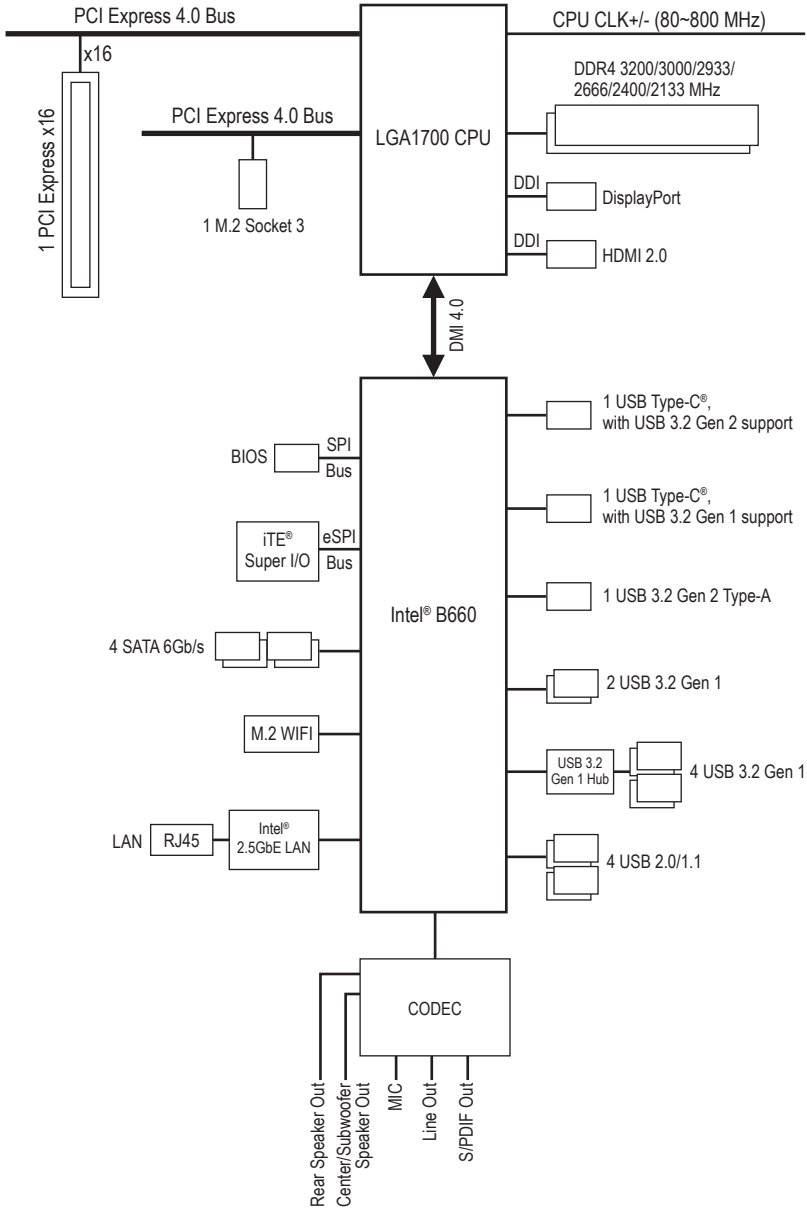 PCI Express 4.0 Bus
CPU CLK+/- (80~800 MHz)
x16
DDR4 3200/3000/2933/
2666/2400/2133 MHz
1 PCI Express x16
PCI Express 4.0 Bus
LGA1700 CPU
1 M.2 Socket 3
DDI
DisplayPort
DDI
HDMI 2.0
DMI 4.0
1 USB Type-C®,
with USB 3.2 Gen 2 support
BIOS
SPI
Bus
1 USB Type-C®,
with USB 3.2 Gen 1 support
iTE®
Super I/O
eSPI
Bus
Intel® B660
1 USB 3.2 Gen 2 Type-A
4 SATA 6Gb/s
2 USB 3.2 Gen 1
M.2 WIFI
USB 3.2
Gen 1 Hub
4 USB 3.2 Gen 1
LAN
RJ45
Intel®
2.5GbE LAN
4 USB 2.0/1.1
CODEC
Rear Speaker Out
Center/Subwoofer
Speaker Out
MIC
Line Out
S/PDIF Out